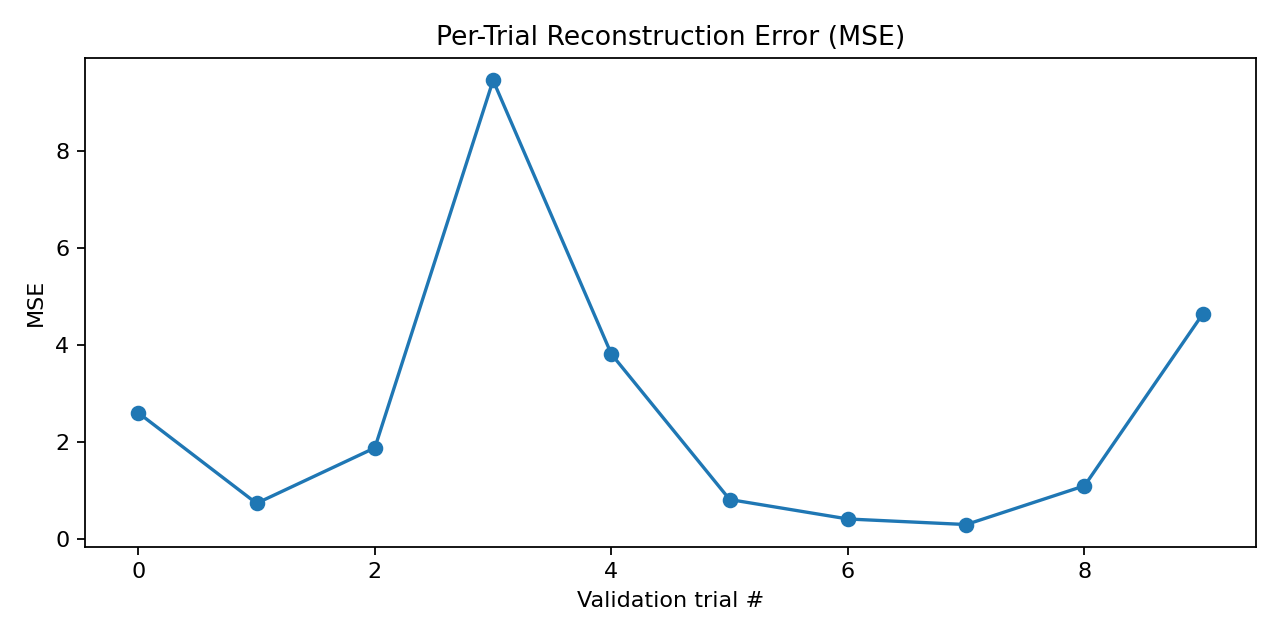 Per-Trial Reconstruction Error (MSE)
MSE
8
6
4
2
0
0 2 4 6 8
Validation trial #